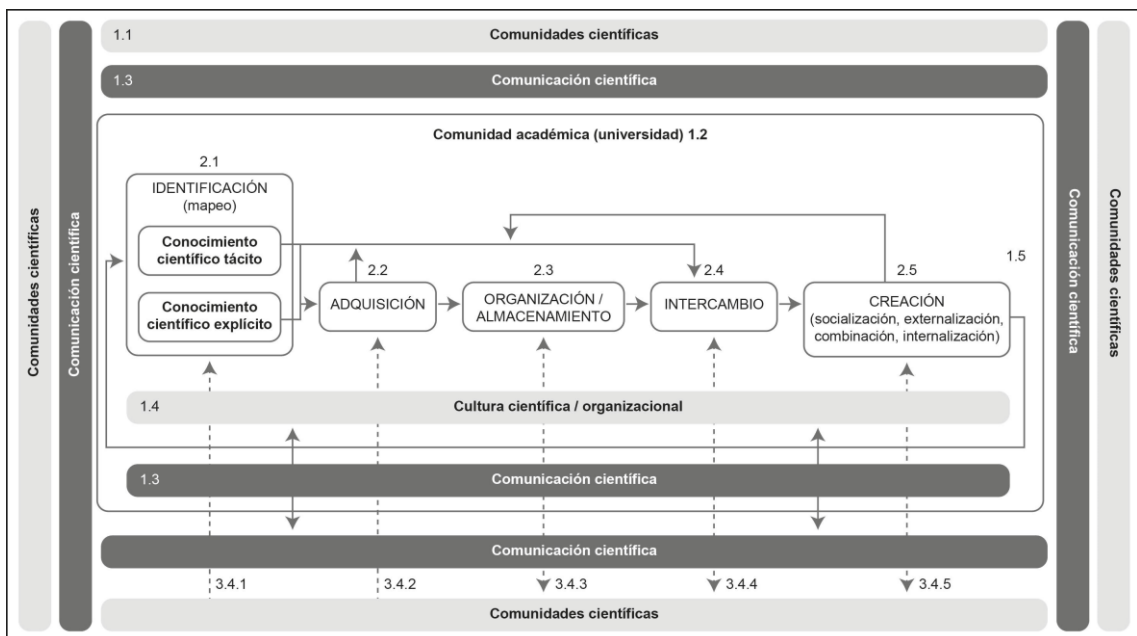 1.1
Comunidades científicas
1.3
Comunicación científica
Comunidades científicas
Comunicación científica
Comunicación científica
Comunidades científicas
Comunidad académica (universidad) 1.2
2.1
IDENTIFICACIÓN
(mapeo)
Conocimiento
científico tácito
Conocimiento
científico explícito
2.2
ADQUISICIÓN
2.3
ORGANIZACIÓN /
ALMACENAMIENTO
2.4
INTERCAMBIO
2.5
CREACIÓN
(socialización, externalización,
combinación, internalización)
1.5
1.4
Cultura científica / organizacional
1.3
Comunicación científica
Comunicación científica
3.4.1
3.4.2
3.4.3
3.4.4
3.4.5
Comunidades científicas